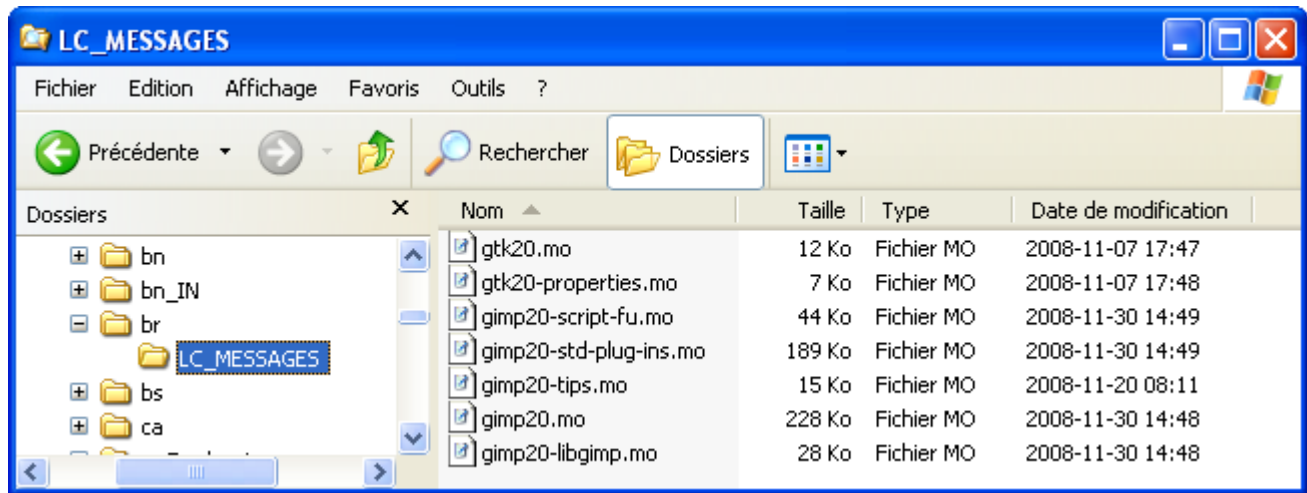 LC_MESSAGES
Fichier Edition Affichage Favoris Outils ?
Précédente Rechercher Dossiers
Dossiers
bn
bn_IN
br
LC_MESSAGES
bs
ca
Nom Taille Type Date de modification
gtk20.mo 12 Ko Fichier MO 2008-11-07 17:47
gtk20-properties.mo 7 Ko Fichier MO 2008-11-07 17:48
gimp20-script-fu.mo 44 Ko Fichier MO 2008-11-30 14:49
gimp20-std-plug-ins.mo 189 Ko Fichier MO 2008-11-30 14:49
gimp20-tips.mo 15 Ko Fichier MO 2008-11-20 08:11
gimp20.mo 228 Ko Fichier MO 2008-11-30 14:48
gimp20-libgimp.mo 28 Ko Fichier MO 2008-11-30 14:48